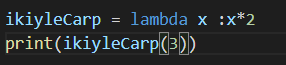 ikiyleCarp = lambda x :x*2
print(ikiyleCarp(3))